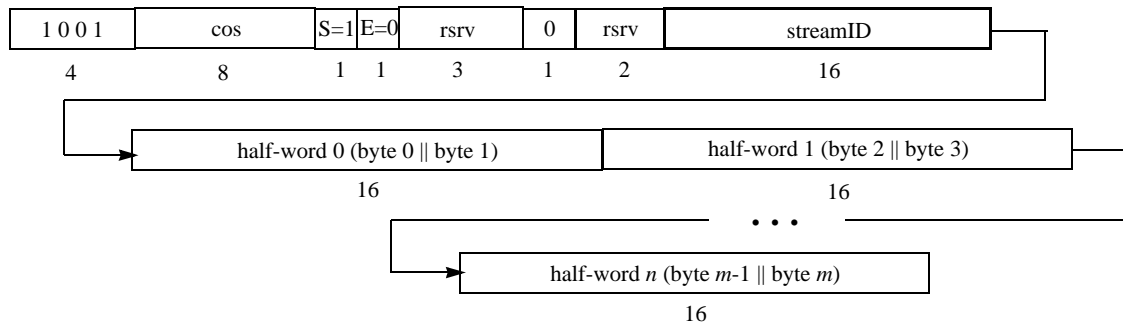 1 0 0 1 cos S=1 E=0 rsrv 0 rsrv streamID
4 8 1 1 3 1 2 16
half-word 0 (byte 0 || byte 1) half-word 1 (byte 2 || byte 3)
16 16
• • •
half-word n (byte m-1 || byte m)
16